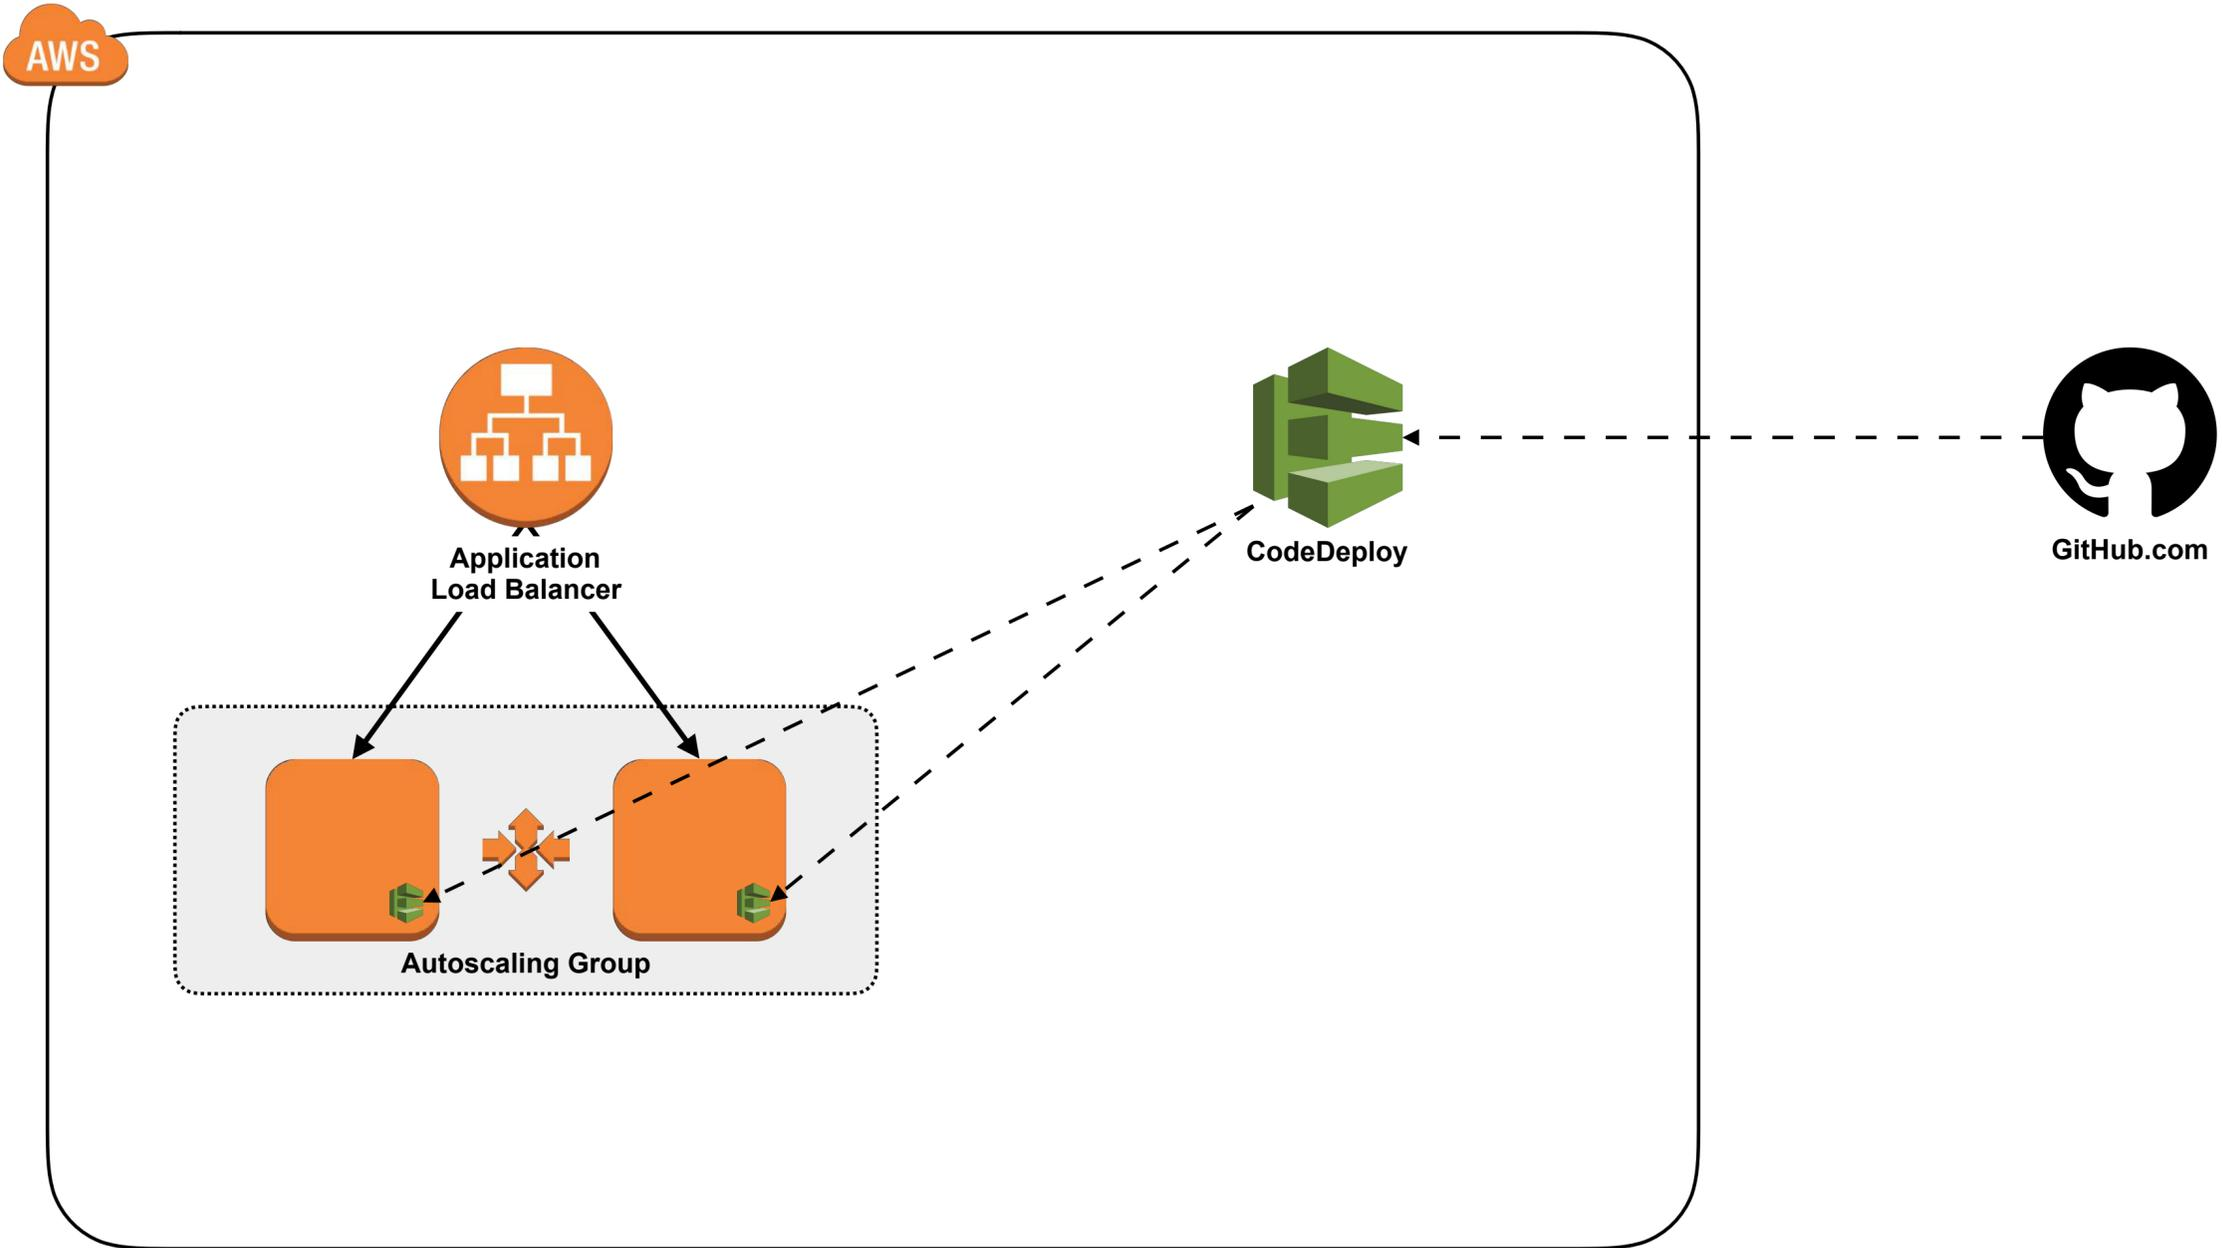 AWS
Application
Load Balancer
CodeDeploy
GitHub.com
Autoscaling Group